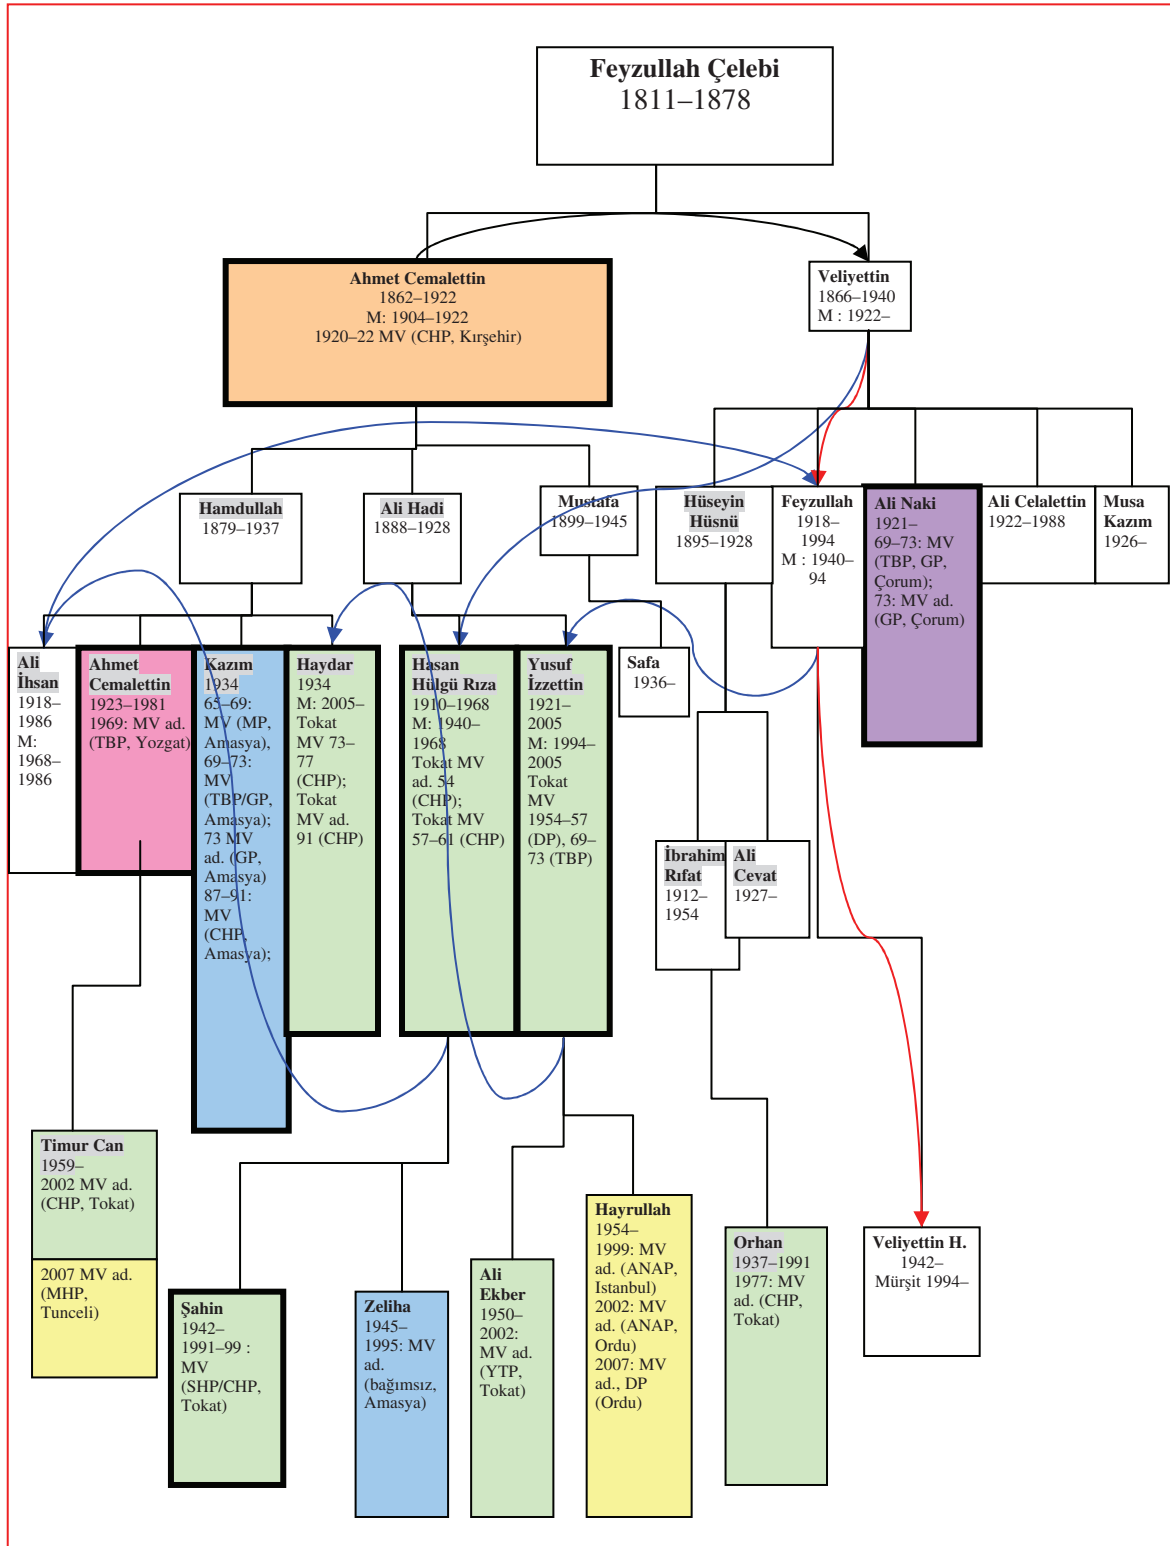 Feyzullah Çelebi
1811–1878
Ahmet Cemalettin
1862–1922
M: 1904–1922
1920–22 MV (CHP, Kırşehir)
Veliyettin
1866–1940
M : 1922–
Hamdullah
1879–1937
Ali Hadi
1888–1928
Mustafa
1899–1945
Hüseyin
Hüsnü
1895–1928
Feyzullah
1918–
1994
M : 1940–
94
Ali Naki
1921–
69–73: MV
(TBP, GP,
Çorum);
73: MV ad.
(GP, Çorum)
Ali Celalettin
1922–1988
Musa
Kazım
1926–
Ali
İhsan
1918–
1986
M:
1968–
1986
Ahmet
Cemalettin
1923–1981
1969: MV ad.
(TBP, Yozgat)
Kazım
1934
65–69:
MV (MP,
Amasya),
69–73:
MV
(TBP/GP,
Amasya);
73 MV
ad. (GP,
Amasya)
87–91:
MV
(CHP,
Amasya);
Haydar
1934
M: 2005–
Tokat
MV 73–
77
(CHP);
Tokat
MV ad.
91 (CHP)
Hasan
Hülgü Rıza
1910–1968
M: 1940–
1968
Tokat MV
ad. 54
(CHP);
Tokat MV
57–61 (CHP)
Yusuf
İzzettin
1921–
2005
M: 1994–
2005
Tokat
MV
1954–57
(DP), 69–
73 (TBP)
Safa
1936–
İbrahim
Rıfat
1912–
1954
Ali
Cevat
1927–
Timur Can
1959–
2002 MV ad.
(CHP, Tokat)
2007 MV ad.
(MHP,
Tunceli)
Şahin
1942–
1991–99 :
MV
(SHP/CHP,
Tokat)
Zeliha
1945–
1995: MV
ad.
(bağımsız,
Amasya)
Ali
Ekber
1950–
2002:
MV ad.
(YTP,
Tokat)
Hayrullah
1954–
1999: MV
ad. (ANAP,
Istanbul)
2002: MV
ad. (ANAP,
Ordu)
2007: MV
ad., DP
(Ordu)
Orhan
1937–1991
1977: MV
ad. (CHP,
Tokat)
Veliyettin H.
1942–
Mürşit 1994–